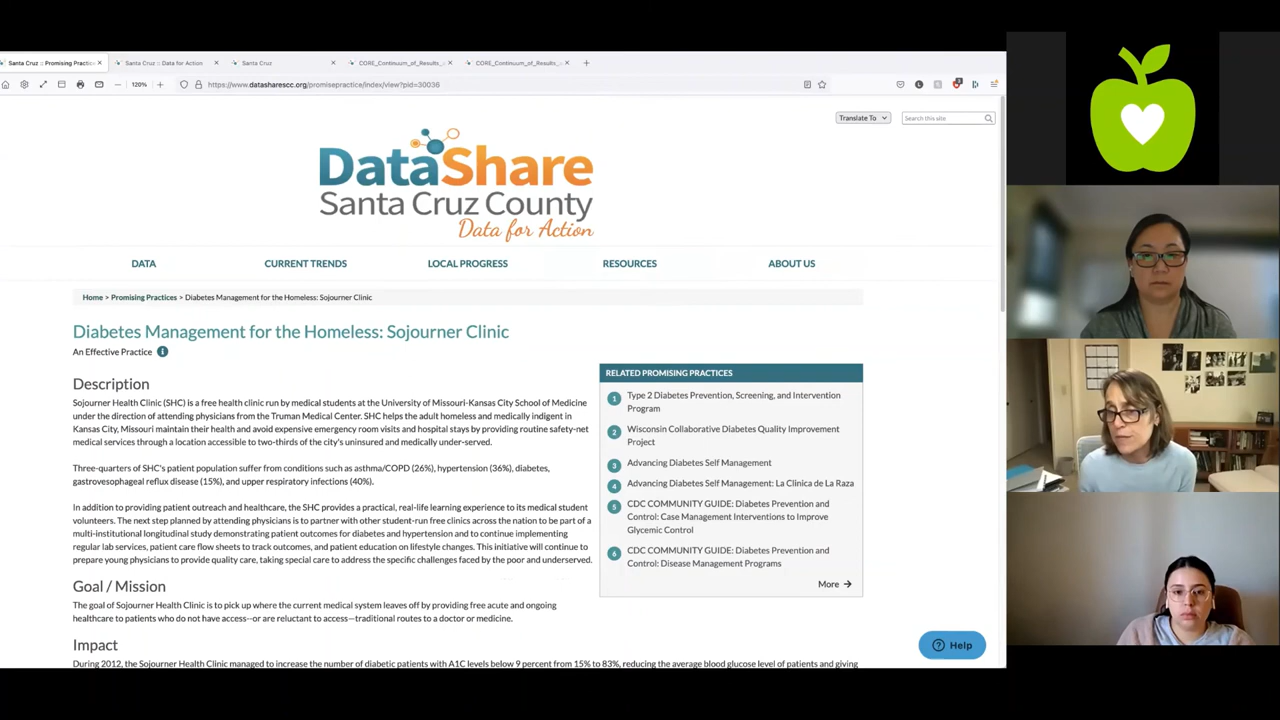 Santa Cruz :: Promising Practice
Santa Cruz :: Data for Action
Santa Cruz
CORE_Continuum_of_Results_
CORE_Continuum_of_Results_
120%
https://www.datasharescc.org/promisepractice/index/view?pid=30036
Translate To
Search this site
DataShare
Santa Cruz County
Data for Action
DATA
CURRENT TRENDS
LOCAL PROGRESS
RESOURCES
ABOUT US
Home > Promising Practices > Diabetes Management for the Homeless: Sojourner Clinic
Diabetes Management for the Homeless: Sojourner Clinic
An Effective Practice
Description
Sojourner Health Clinic (SHC) is a free health clinic run by medical students at the University of Missouri-Kansas City School of Medicine
under the direction of attending physicians from the Truman Medical Center. SHC helps the adult homeless and medically indigent in
Kansas City, Missouri maintain their health and avoid expensive emergency room visits and hospital stays by providing routine safety-net
medical services through a location accessible to two-thirds of the city's uninsured and medically under-served.
Three-quarters of SHC's patient population suffer from conditions such as asthma/COPD (26%), hypertension (36%), diabetes,
gastroesophageal reflux disease (15%), and upper respiratory infections (40%).
In addition to providing patient outreach and healthcare, the SHC provides a practical, real-life learning experience to its medical student
volunteers. The next step planned by attending physicians is to partner with other student-run free clinics across the nation to be part of a
multi-institutional longitudinal study demonstrating patient outcomes for diabetes and hypertension and to continue implementing
regular lab services, patient care flow sheets to track outcomes, and patient education on lifestyle changes. This initiative will continue to
prepare young physicians to provide quality care, taking special care to address the specific challenges faced by the poor and underserved.
Goal / Mission
The goal of Sojourner Health Clinic is to pick up where the current medical system leaves off by providing free acute and ongoing
healthcare to patients who do not have access--or are reluctant to access—traditional routes to a doctor or medicine.
Impact
During 2012, the Sojourner Health Clinic managed to increase the number of diabetic patients with A1C levels below 9 percent from 15% to 83%, reducing the average blood glucose level of patients and giving
RELATED PROMISING PRACTICES
1 Type 2 Diabetes Prevention, Screening, and Intervention
Program
2 Wisconsin Collaborative Diabetes Quality Improvement
Project
3 Advancing Diabetes Self Management
4 Advancing Diabetes Self Management: La Clinica de La Raza
5 CDC COMMUNITY GUIDE: Diabetes Prevention and
Control: Case Management Interventions to Improve
Glycemic Control
6 CDC COMMUNITY GUIDE: Diabetes Prevention and
Control: Disease Management Programs
More
Help